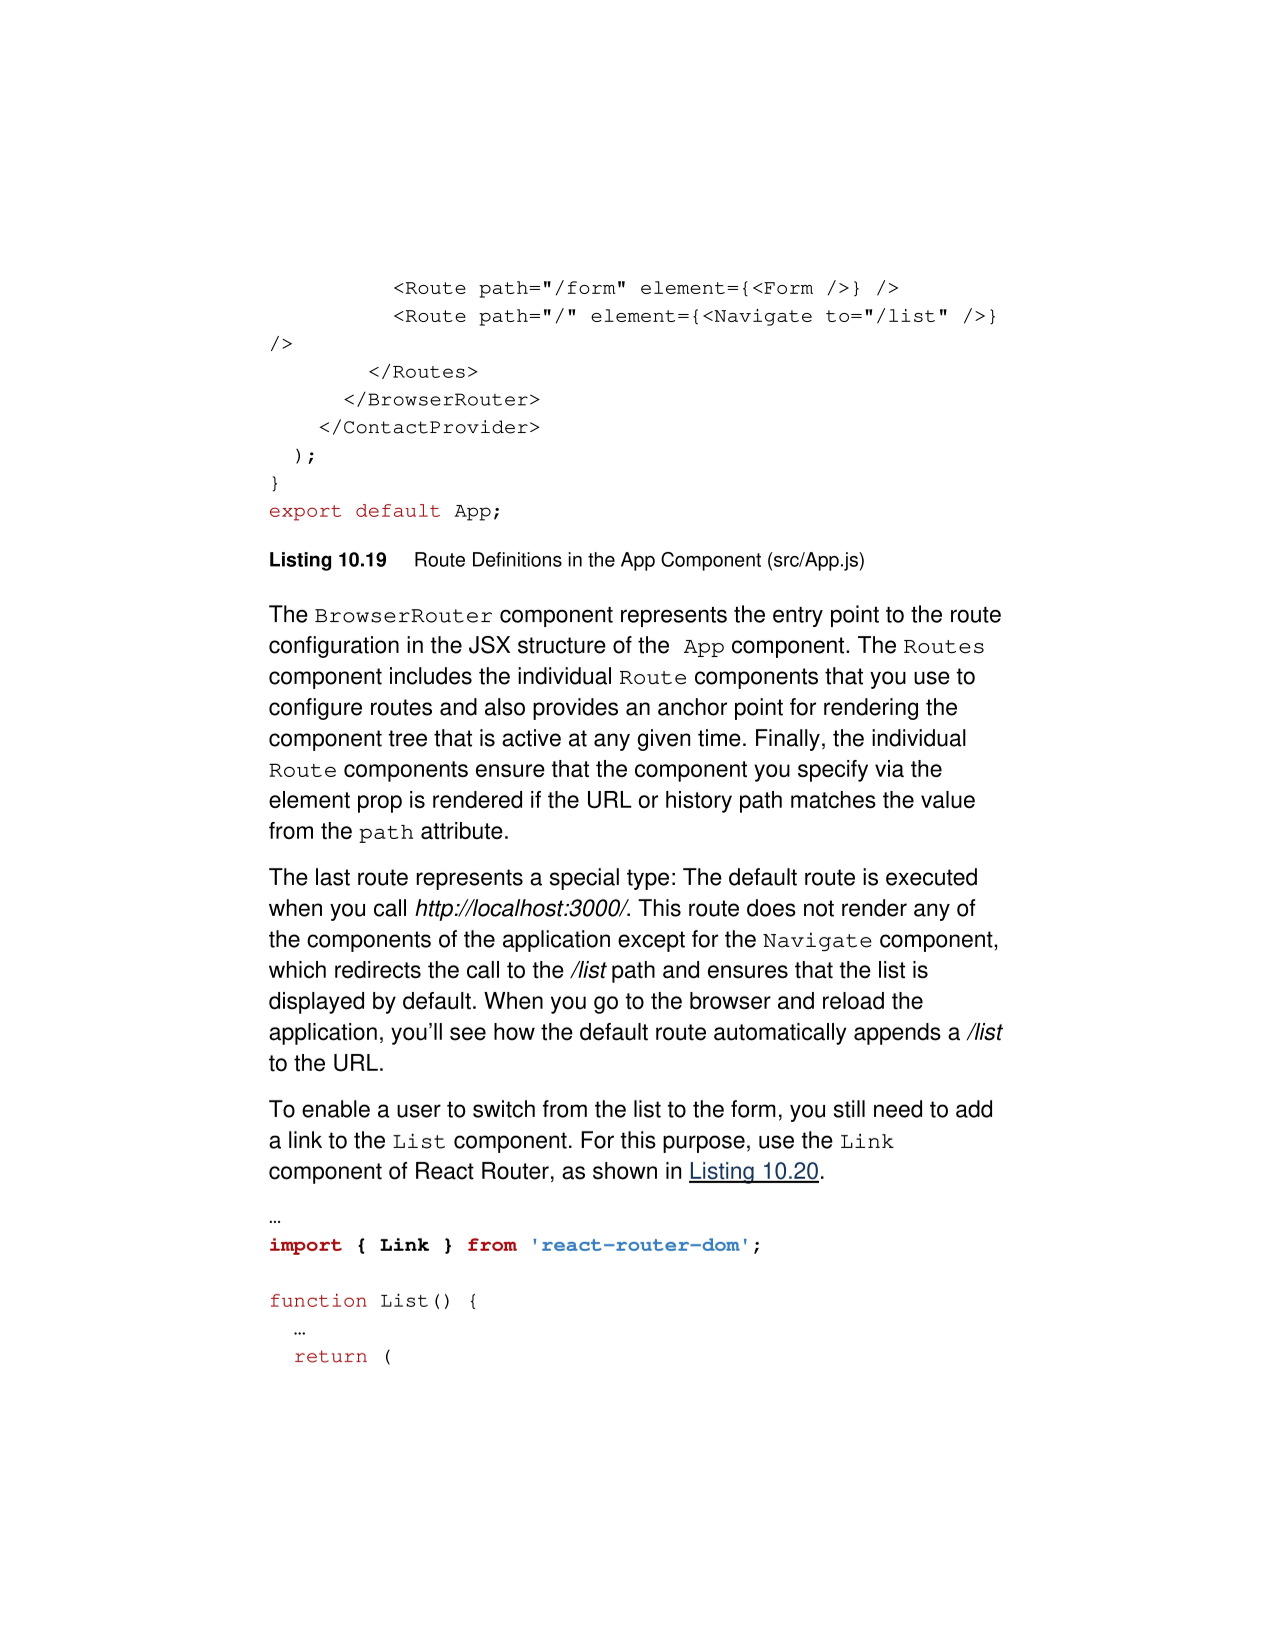 <Route path="/form" element={<Form />} />
<Route path="/" element={<Navigate to="/list" />}
/>
</Routes>
</BrowserRouter>
</ContactProvider>
);
}
export default App;
Listing 10.19 Route Definitions in the App Component (src/App.js)
The BrowserRouter component represents the entry point to the route
configuration in the JSX structure of the App component. The Routes
component includes the individual Route components that you use to
configure routes and also provides an anchor point for rendering the
component tree that is active at any given time. Finally, the individual
Route components ensure that the component you specify via the
element prop is rendered if the URL or history path matches the value
from the path attribute.
The last route represents a special type: The default route is executed
when you call http://localhost:3000/. This route does not render any of
the components of the application except for the Navigate component,
which redirects the call to the /list path and ensures that the list is
displayed by default. When you go to the browser and reload the
application, you’ll see how the default route automatically appends a /list
to the URL.
To enable a user to switch from the list to the form, you still need to add
a link to the List component. For this purpose, use the Link
component of React Router, as shown in Listing 10.20.
…
import { Link } from 'react-router-dom';
function List() {
…
return (